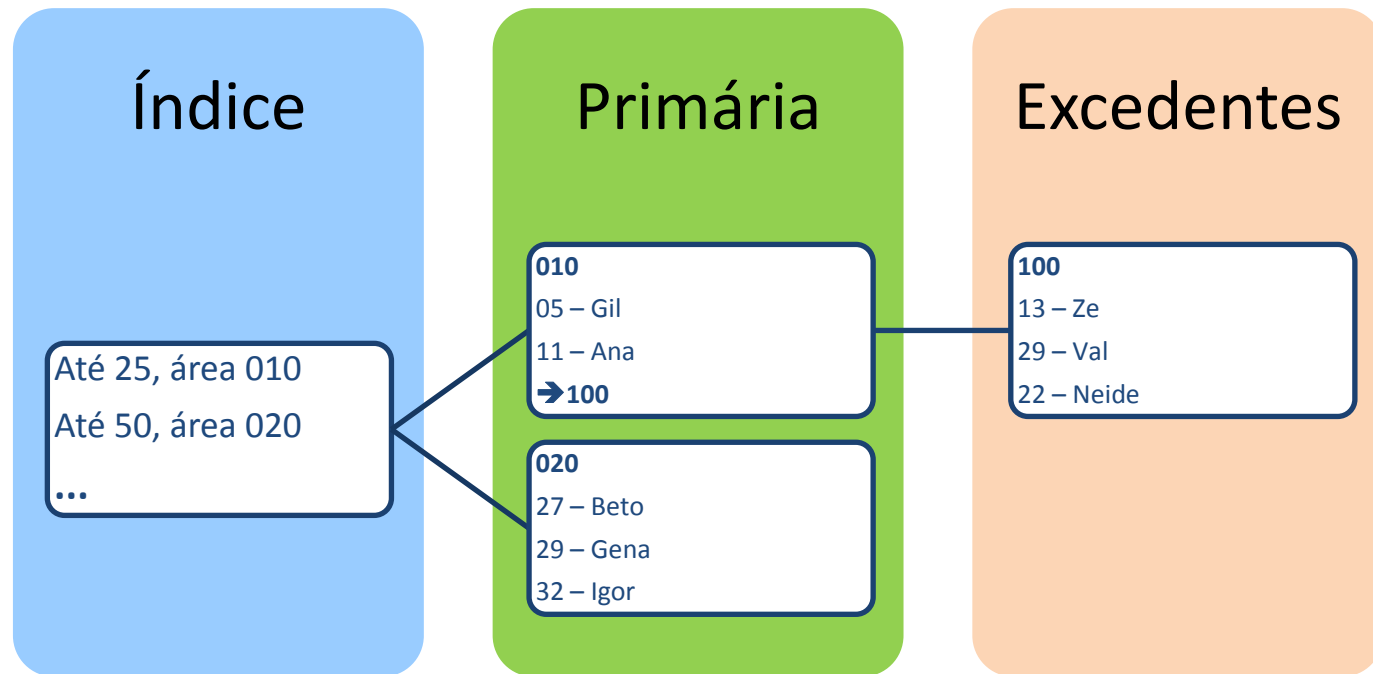 Índice
Até 25, área 010
Até 50, área 020
...
Primária
010
05 – Gil
11 – Ana
➔100
020
27 – Beto
29 – Gena
32 – Igor
Excedentes
100
13 – Ze
29 – Val
22 – Neide